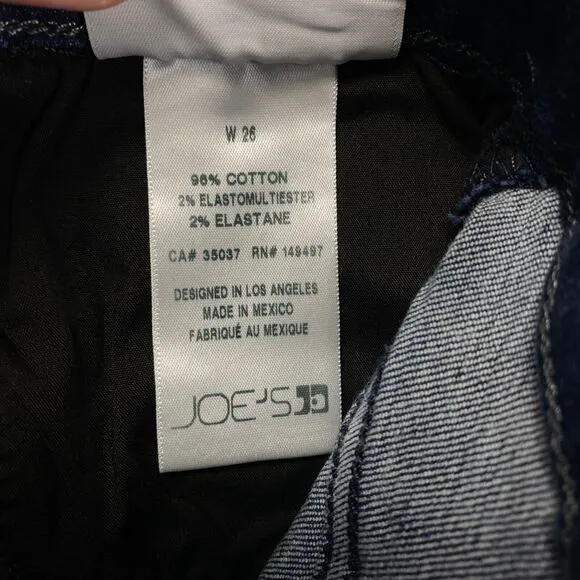 W 26
96% COTTON
2% ELASTOMULTIESTER
2% ELASTANE
CA# 35037 RN# 149497
DESIGNED IN LOS ANGELES
MADE IN MEXICO
FABRIQUÉ AU MEXIQUE
JOE'S